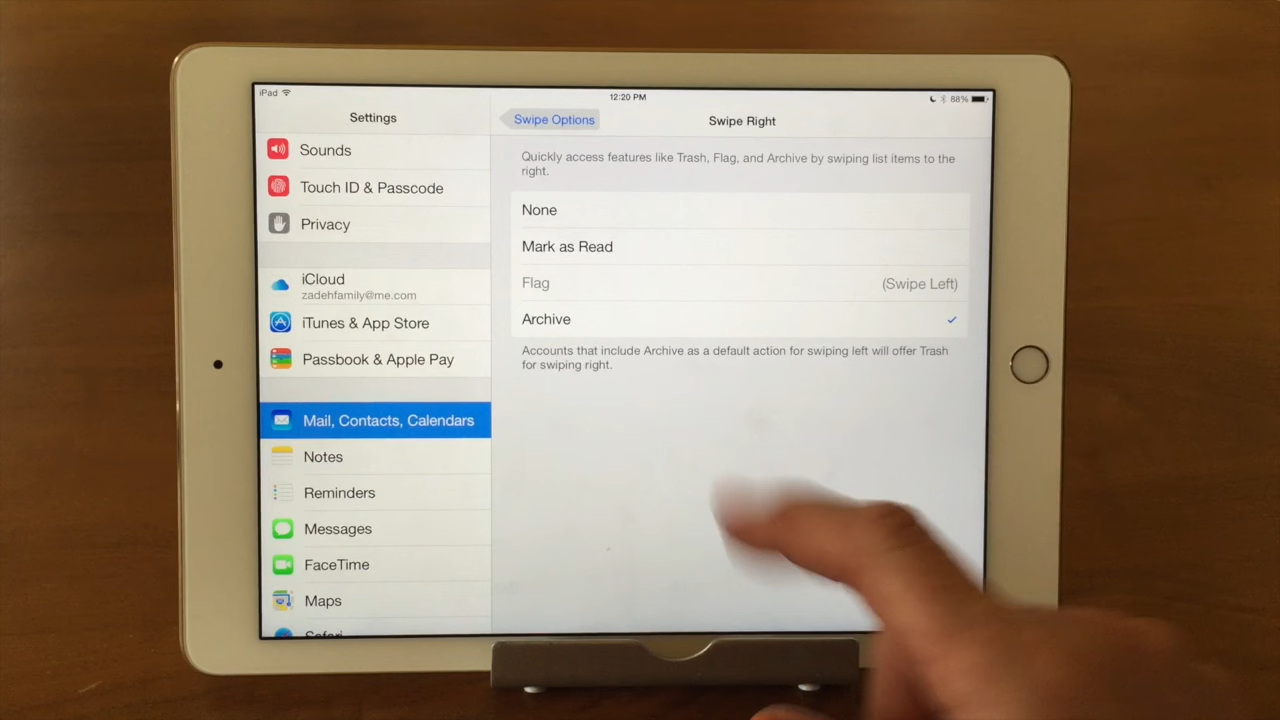 iPad
12:20 PM
88%
Settings
Swipe Options
Swipe Right
Sounds
Touch ID & Passcode
Privacy
iCloud
zadehfamily@me.com
iTunes & App Store
Passbook & Apple Pay
Mail, Contacts, Calendars
Notes
Reminders
Messages
FaceTime
Maps
Safari
Quickly access features like Trash, Flag, and Archive by swiping list items to the
right.
None
Mark as Read
Flag (Swipe Left)
Archive
Accounts that include Archive as a default action for swiping left will offer Trash
for swiping right.